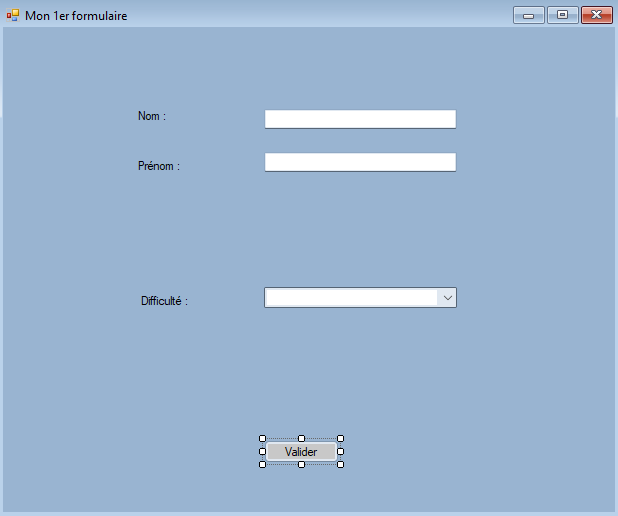 Mon 1er formulaire
Nom :
Prénom :
Difficulté :
Valider